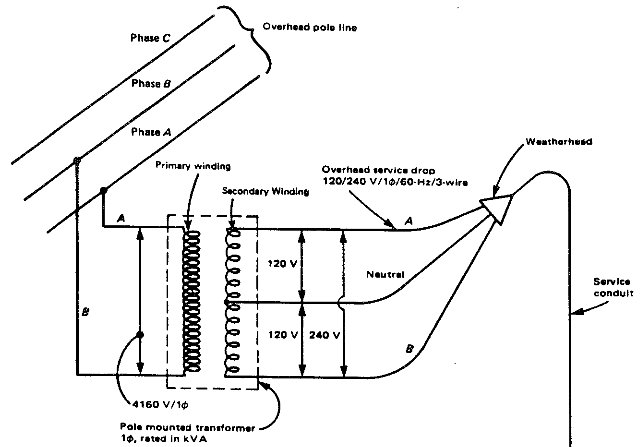 Overhead pole line
Phase C
Phase B
Phase A
Weatherhead
Primary winding
Secondary Winding
Overhead service drop
120/240 V/1ϕ/60-Hz/3-wire
A
A
120 V
Neutral
Service
conduit
B
120 V
240 V
B
4160 V/1ϕ
Pole mounted transformer
1ϕ, rated in kVA